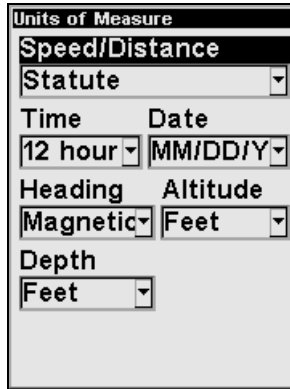 Units of Measure
Speed/Distance
Statute
Time Date
12 hour MM/DD/Y
Heading Altitude
Magnetic Feet
Depth
Feet